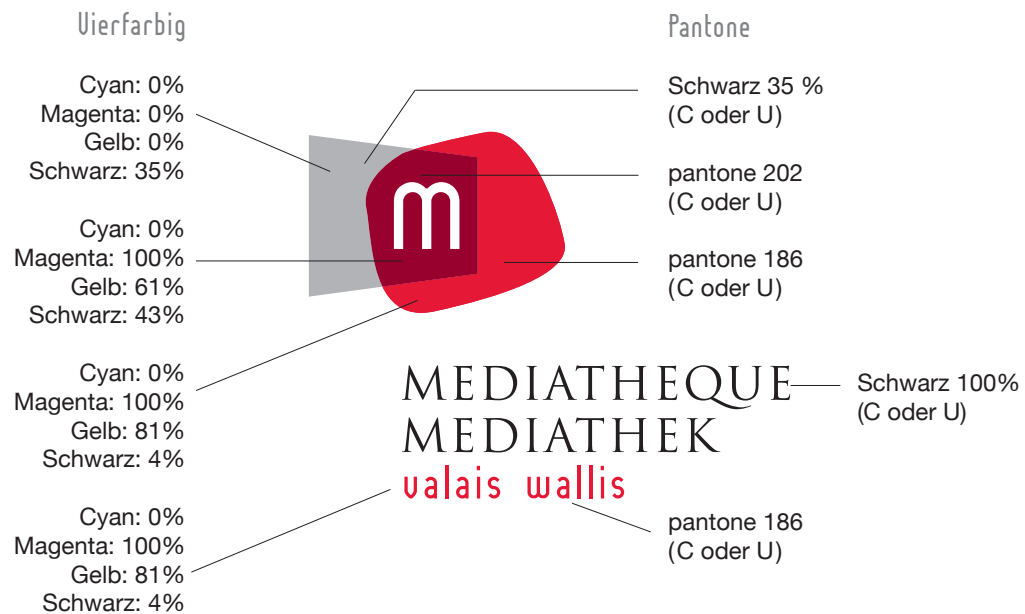 Vierfarbig
Cyan: 0%
Magenta: 0%
Gelb: 0%
Schwarz: 35%
Cyan: 0%
Magenta: 100%
Gelb: 61%
Schwarz: 43%
Cyan: 0%
Magenta: 100%
Gelb: 81%
Schwarz: 4%
Cyan: 0%
Magenta: 100%
Gelb: 81%
Schwarz: 4%
m
MEDIATHEQUE
MEDIATHEK
valais wallis
Pantone
Schwarz 35 %
(C oder U)
pantone 202
(C oder U)
pantone 186
(C oder U)
Schwarz 100%
(C oder U)
pantone 186
(C oder U)